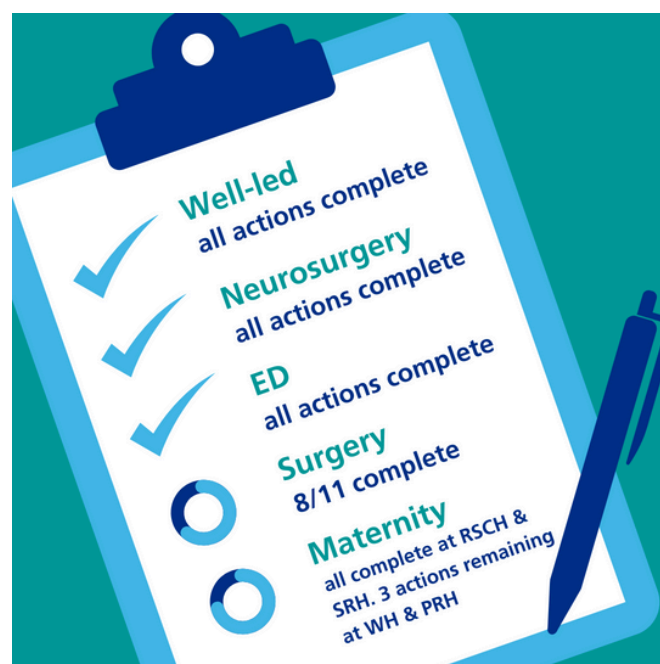 Well-led
all actions complete
Neurosurgery
all actions complete
ED
all actions complete
Surgery
8/11 complete
Maternity
all complete at RSCH &
SRH. 3 actions remaining
at WH & PRH